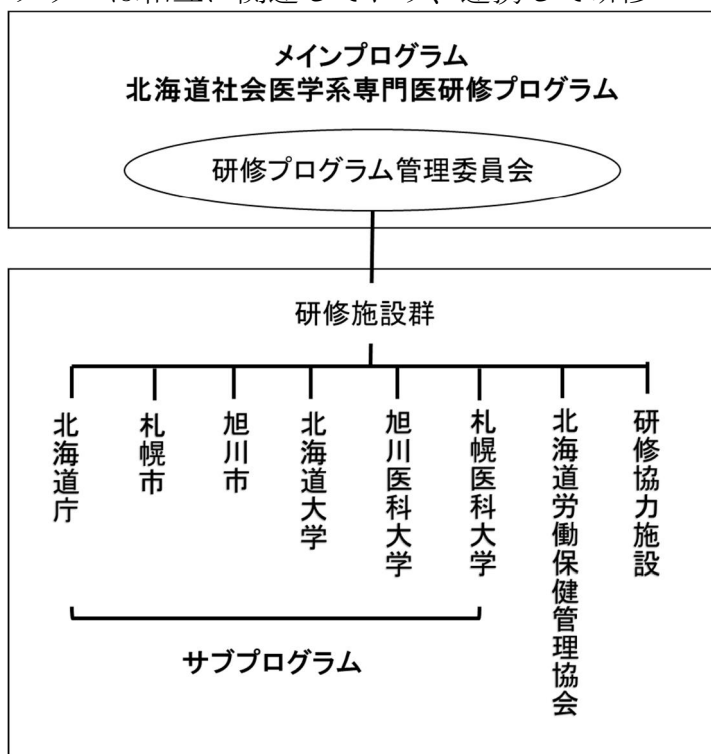 メインプログラム
北海道社会医学系専門医研修プログラム
研修プログラム管理委員会
研修施設群
北海道庁
札幌市
旭川市
北海道大学
旭川医科大学
札幌医科大学
北海道労働保健管理協会
研修協力施設
サブプログラム